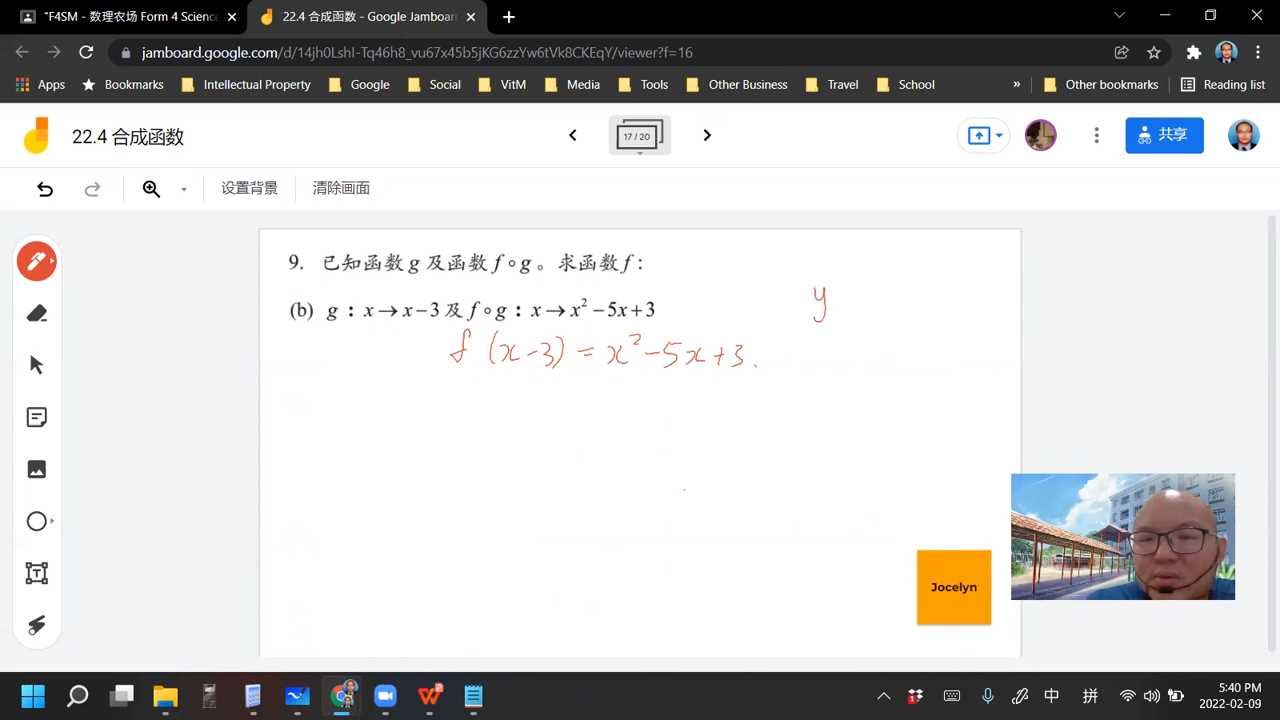 "F4SM - 数理农场 Form 4 Scienc
22.4 合成函数 - Google Jamboard
jamboard.google.com/d/14jh0LshI-Tq46h8_vu67x45b5jKG6zzYw6tVk8CKEqY/viewer?f=16
Apps
Bookmarks
Intellectual Property
Google
Social
VitM
Media
Tools
Other Business
Travel
School
»
Other bookmarks
Reading list
22.4 合成函数
17 / 20
共享
设置背景
清除画面
9. 已知函数 g 及函数 f∘g。求函数 f：
(b) g : x→x−3 及 f∘g : x→x²−5x+3
y
f (x-3) = x²-5x+3.
Jocelyn
中
拼
5:40 PM
2022-02-09